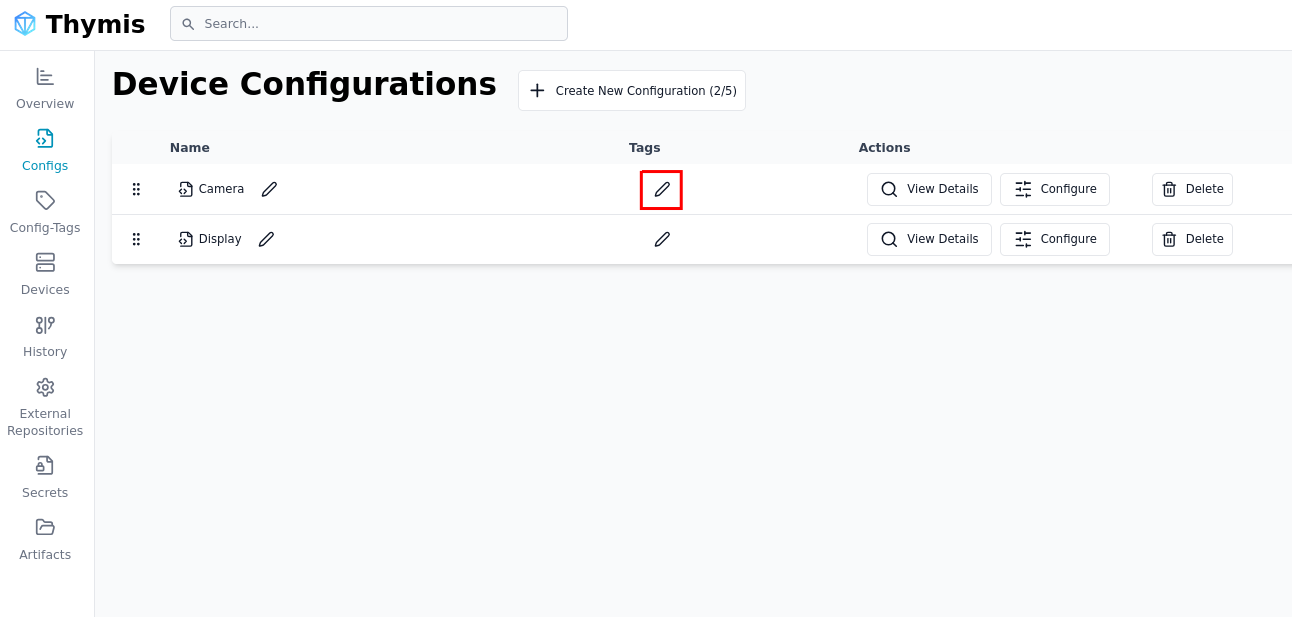 Thymis
Search...
Overview
Configs
Config-Tags
Devices
History
External
Repositories
Secrets
Artifacts
Device Configurations
Create New Configuration (2/5)
Name Tags Actions
Camera View Details Configure Delete
Display View Details Configure Delete